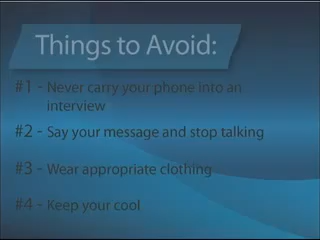 Things to Avoid:
#1 - Never carry your phone into an
interview
#2 - Say your message and stop talking
#3 - Wear appropriate clothing
#4 - Keep your cool